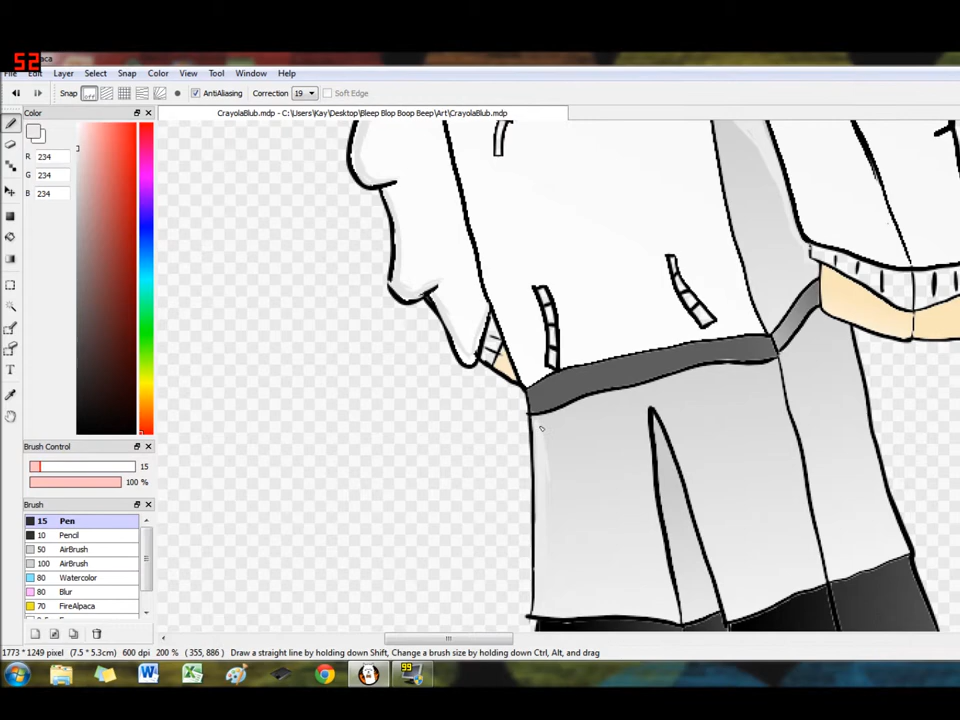 52
aca
File Edit Layer Select Snap Color View Tool Window Help
Snap off AntiAliasing Correction 19 Soft Edge
CrayolaBlub.mdp - C:\Users\Kay\Desktop\Bleep Blop Boop Beep\Art\CrayolaBlub.mdp
Color
R 234
G 234
B 234
Brush Control
15
100 %
Brush
15 Pen
10 Pencil
50 AirBrush
100 AirBrush
80 Watercolor
80 Blur
70 FireAlpaca
1773 * 1249 pixel (7.5 * 5.3cm) 600 dpi 200 % (355, 886) Draw a straight line by holding down Shift, Change a brush size by holding down Ctrl, Alt, and drag
99